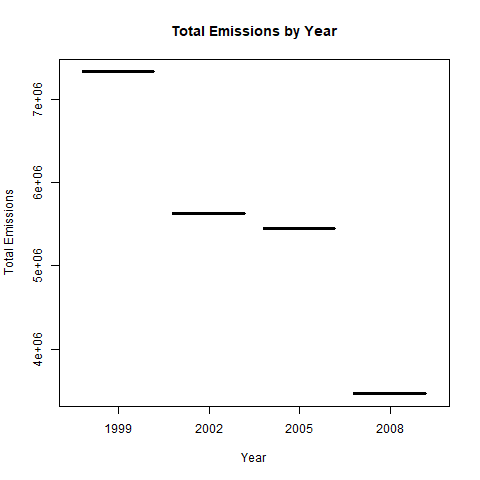 Total Emissions by Year
Total Emissions
7e+06
6e+06
5e+06
4e+06
1999 2002 2005 2008
Year